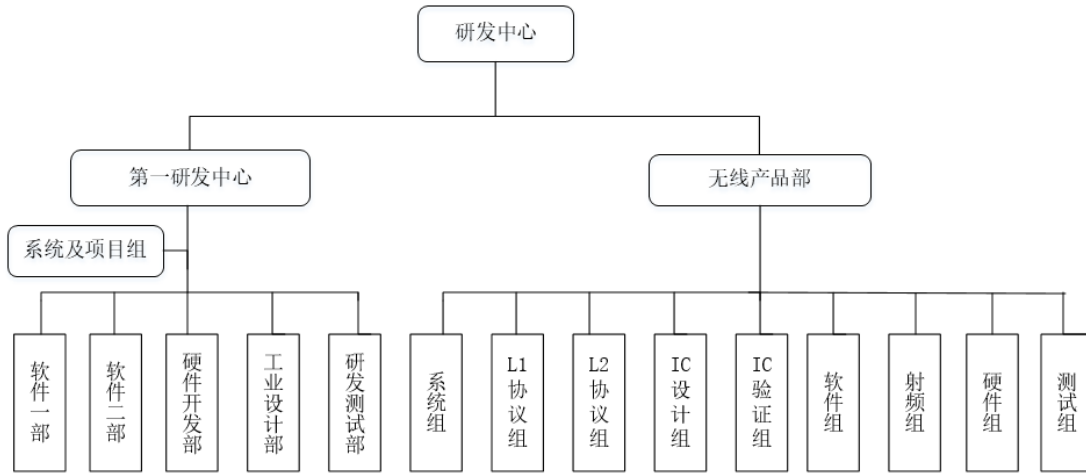 研发中心
第一研发中心
无线产品部
系统及项目组
软件一部
软件二部
硬件开发部
工业设计部
研发测试部
系统组
L1协议组
L2协议组
IC设计组
IC验证组
软件组
射频组
硬件组
测试组